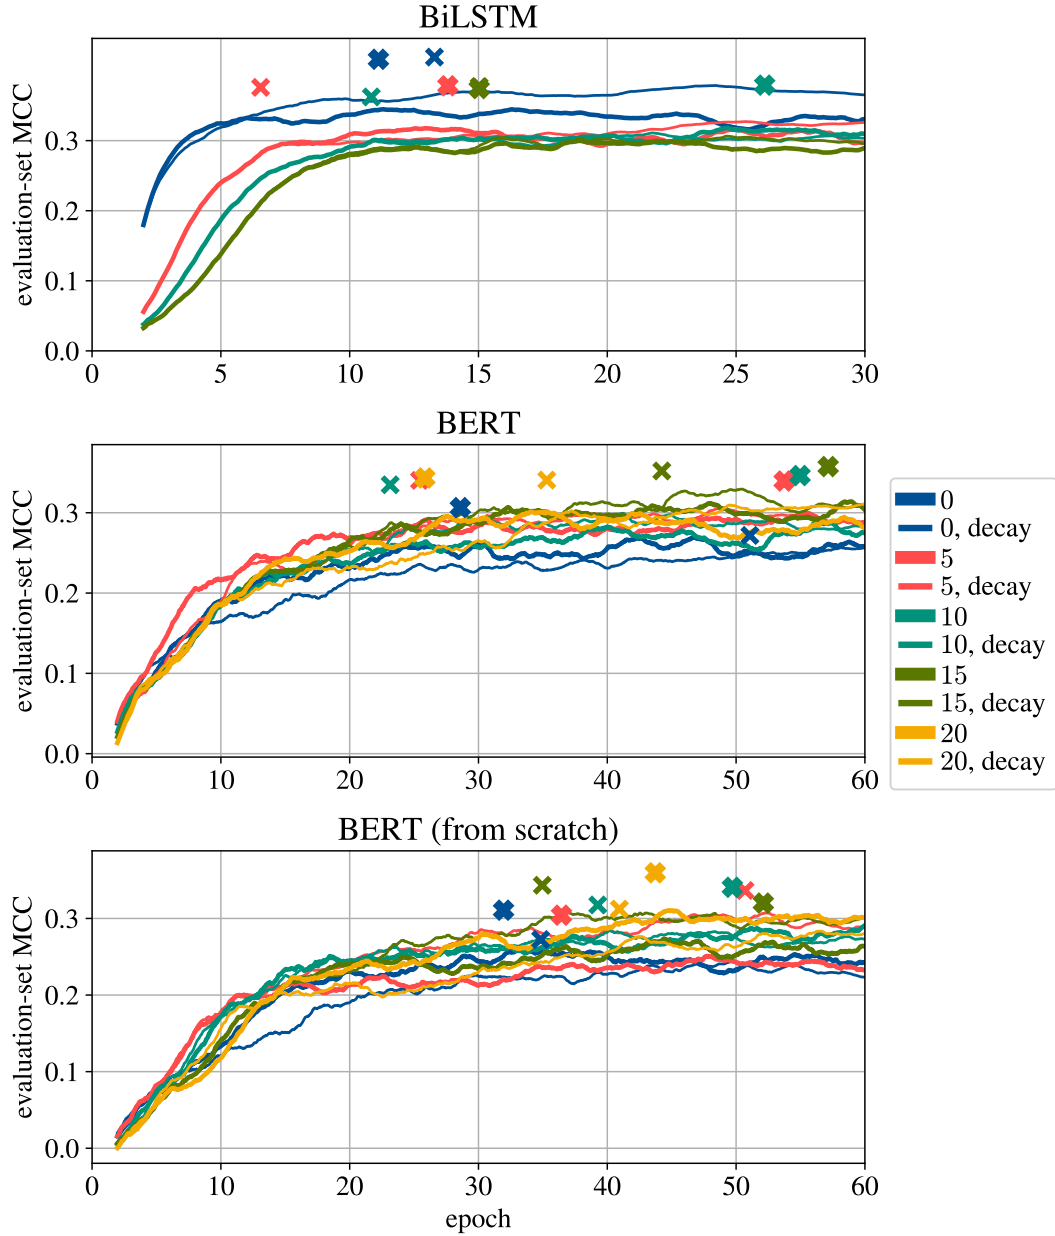 BiLSTM
evaluation-set MCC
0.3
0.2
0.1
0.0
0 5 10 15 20 25 30
BERT
evaluation-set MCC
0.3
0.2
0.1
0.0
0 10 20 30 40 50 60
0
0, decay
5
5, decay
10
10, decay
15
15, decay
20
20, decay
BERT (from scratch)
evaluation-set MCC
0.3
0.2
0.1
0.0
0 10 20 30 40 50 60
epoch